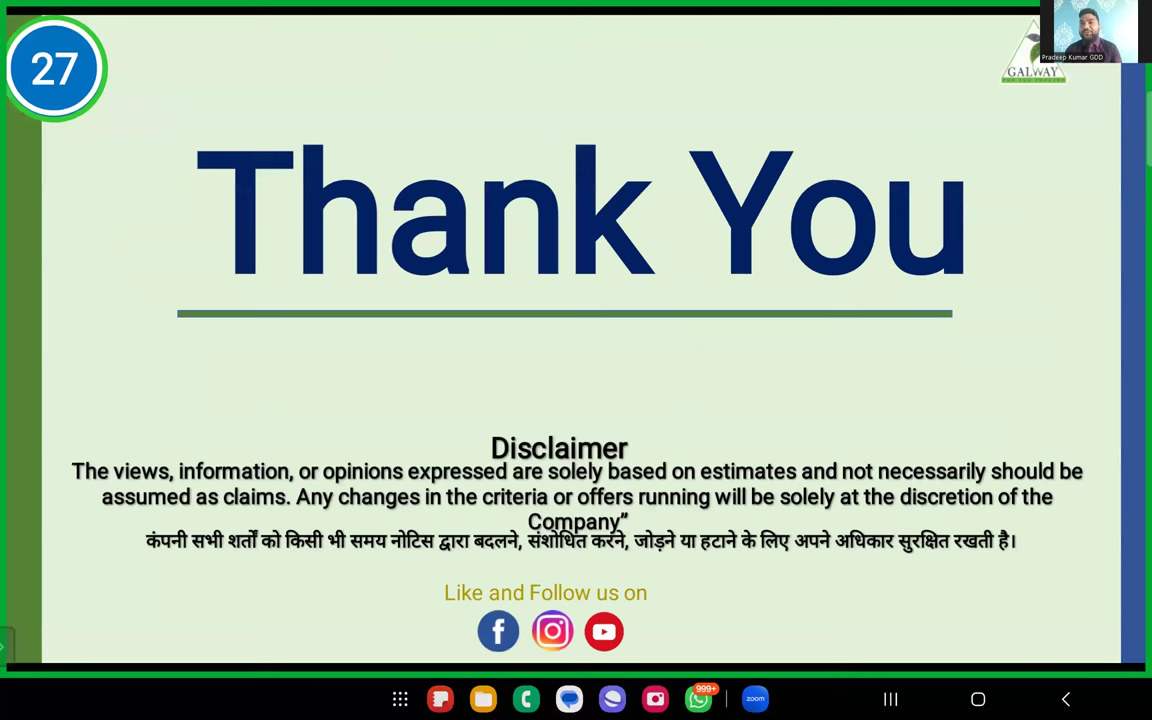 27
Pradeep Kumar GDD
GALWAY
Thank You
Disclaimer
The views, information, or opinions expressed are solely based on estimates and not necessarily should be
assumed as claims. Any changes in the criteria or offers running will be solely at the discretion of the
Company”
कंपनी सभी शर्तों को किसी भी समय नोटिस द्वारा बदलने, संशोधित करने, जोड़ने या हटाने के लिए अपने अधिकार सुरक्षित रखती है।
Like and Follow us on
999+
zoom